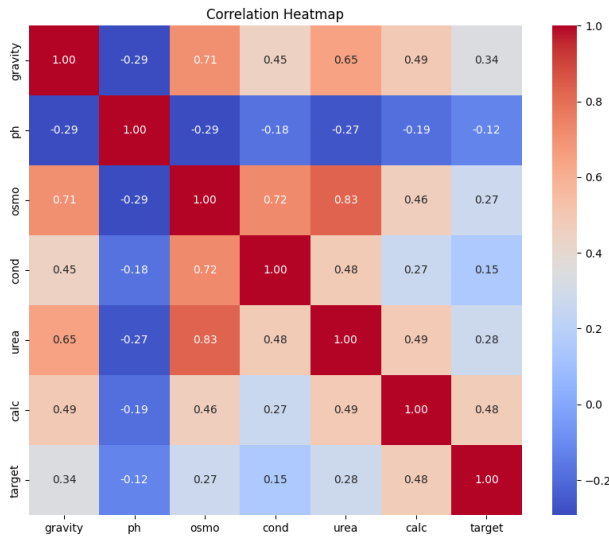 Correlation Heatmap
gravity 1.00 -0.29 0.71 0.45 0.65 0.49 0.34
ph -0.29 1.00 -0.29 -0.18 -0.27 -0.19 -0.12
osmo 0.71 -0.29 1.00 0.72 0.83 0.46 0.27
cond 0.45 -0.18 0.72 1.00 0.48 0.27 0.15
urea 0.65 -0.27 0.83 0.48 1.00 0.49 0.28
calc 0.49 -0.19 0.46 0.27 0.49 1.00 0.48
target 0.34 -0.12 0.27 0.15 0.28 0.48 1.00
gravity ph osmo cond urea calc target
1.0
0.8
0.6
0.4
0.2
0.0
−0.2